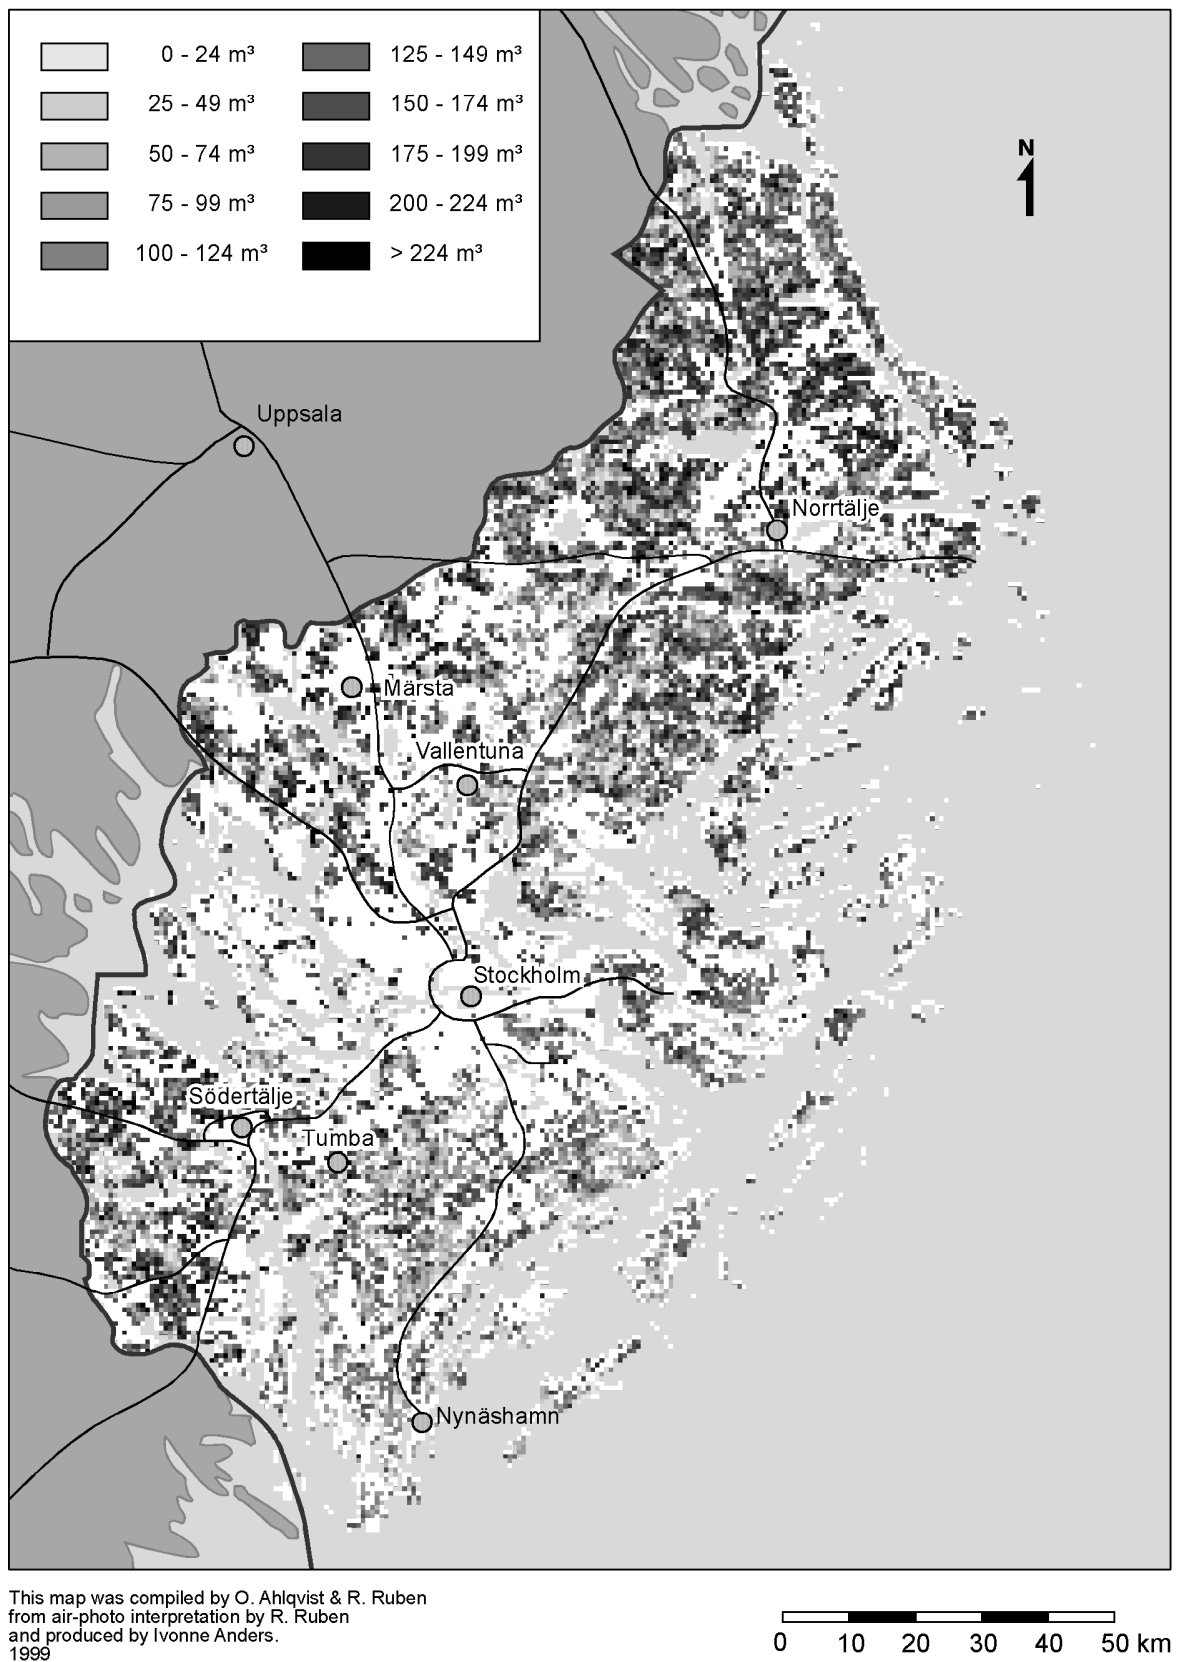 0 - 24 m³
25 - 49 m³
50 - 74 m³
75 - 99 m³
100 - 124 m³
125 - 149 m³
150 - 174 m³
175 - 199 m³
200 - 224 m³
> 224 m³
N
Uppsala
Norrtälje
Märsta
Vallentuna
Stockholm
Södertälje
Tumba
Nynäshamn
This map was compiled by O. Ahlqvist & R. Ruben
from air-photo interpretation by R. Ruben
and produced by Ivonne Anders.
1999
0 10 20 30 40 50 km